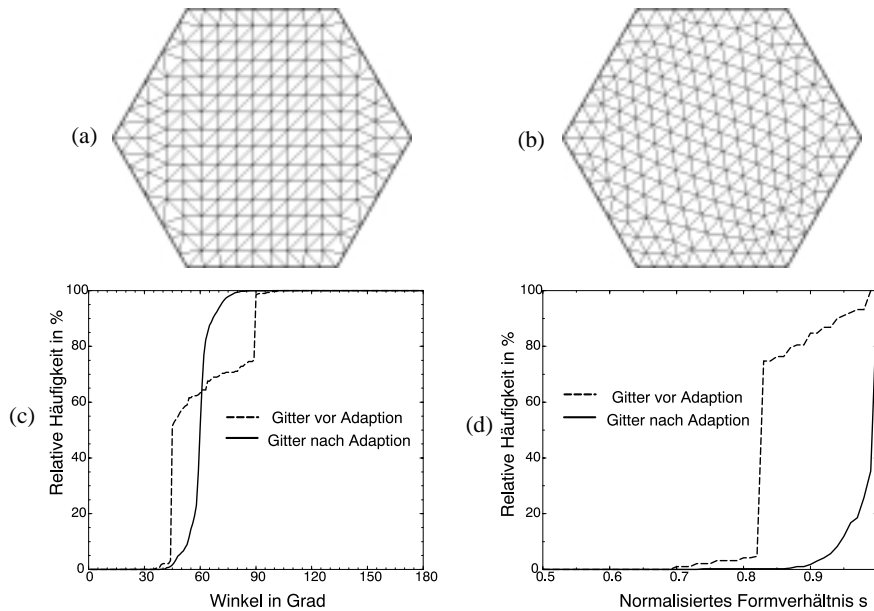 (a)
(b)
(c)
Relative Häufigkeit in %
100
80
60
40
20
0
Gitter vor Adaption
Gitter nach Adaption
0 30 60 90 120 150 180
Winkel in Grad
(d)
Relative Häufigkeit in %
100
80
60
40
20
0
Gitter vor Adaption
Gitter nach Adaption
0.5 0.6 0.7 0.8 0.9
Normalisiertes Formverhältnis s